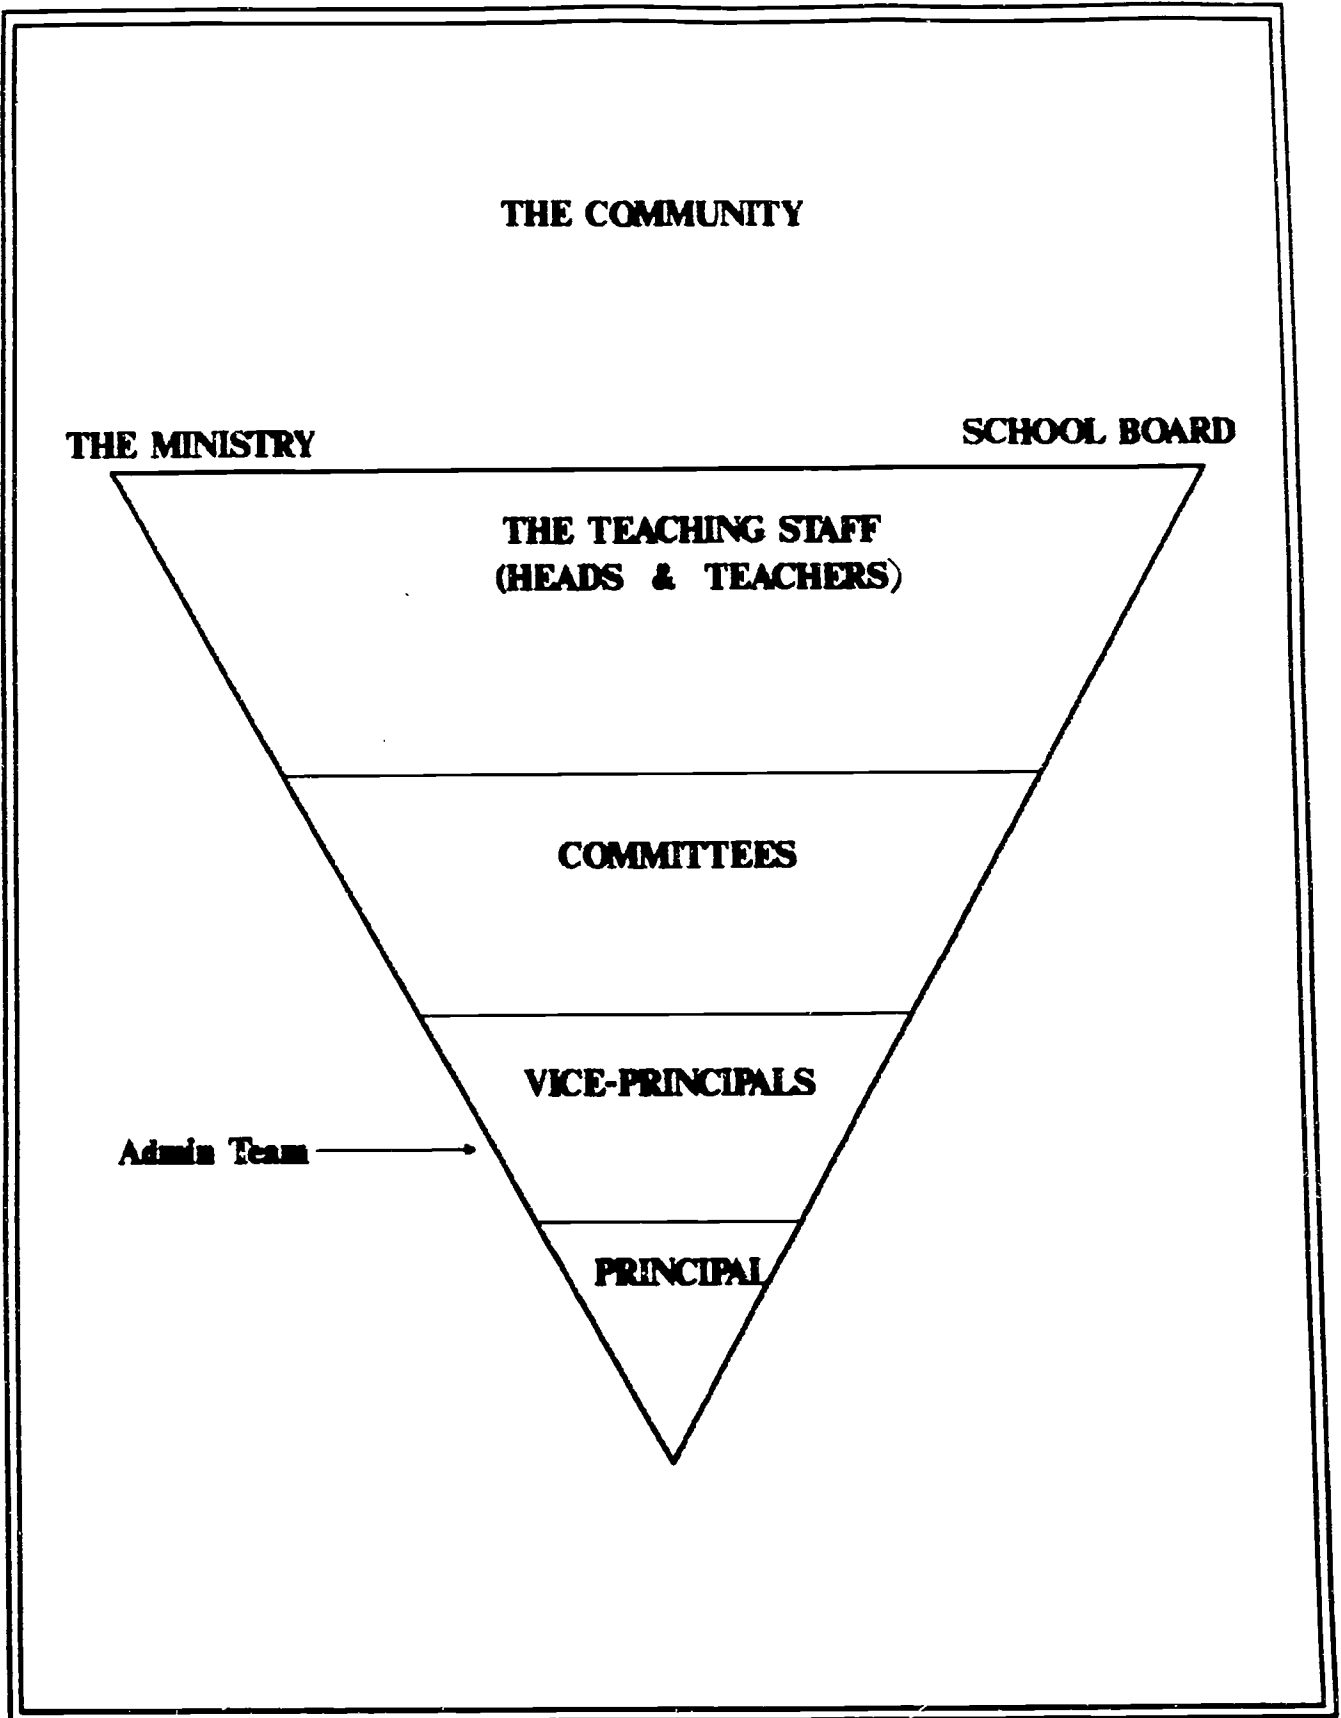 THE COMMUNITY
THE MINISTRY
SCHOOL BOARD
THE TEACHING STAFF
(HEADS & TEACHERS)
COMMITTEES
VICE-PRINCIPALS
Admin Team
PRINCIPAL